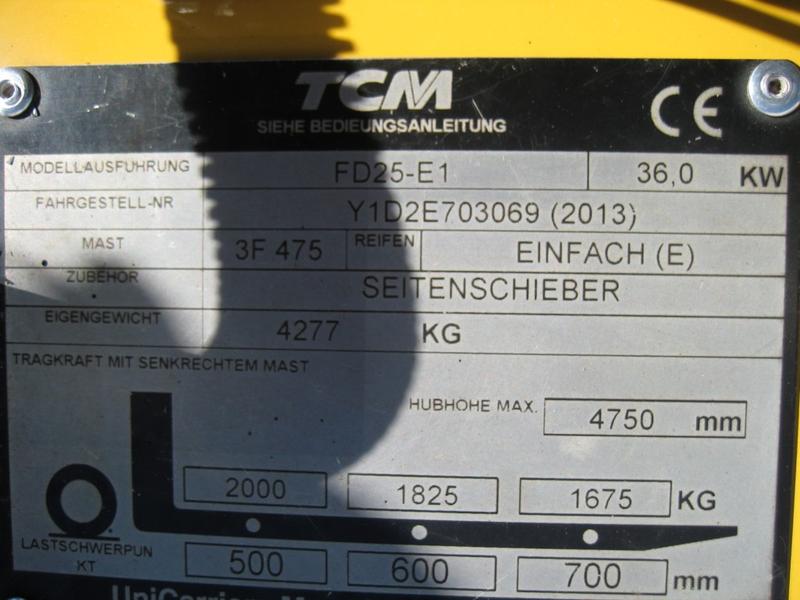 TCM
SIEHE BEDIEUNGSANLEITUNG
CE
MODELLAUSFUHRUNG FD25-E1 36,0 KW
FAHRGESTELL-NR Y1D2E703069 (2013)
MAST 3F 475 REIFEN EINFACH (E)
ZUBEHOR SEITENSCHIEBER
EIGENGEWICHT 4277 KG
TRAGKRAFT MIT SENKRECHTEM MAST
HUBHOHE MAX. 4750 mm
2000 1825 1675 KG
LASTSCHWERPUN
KT
500 600 700 mm